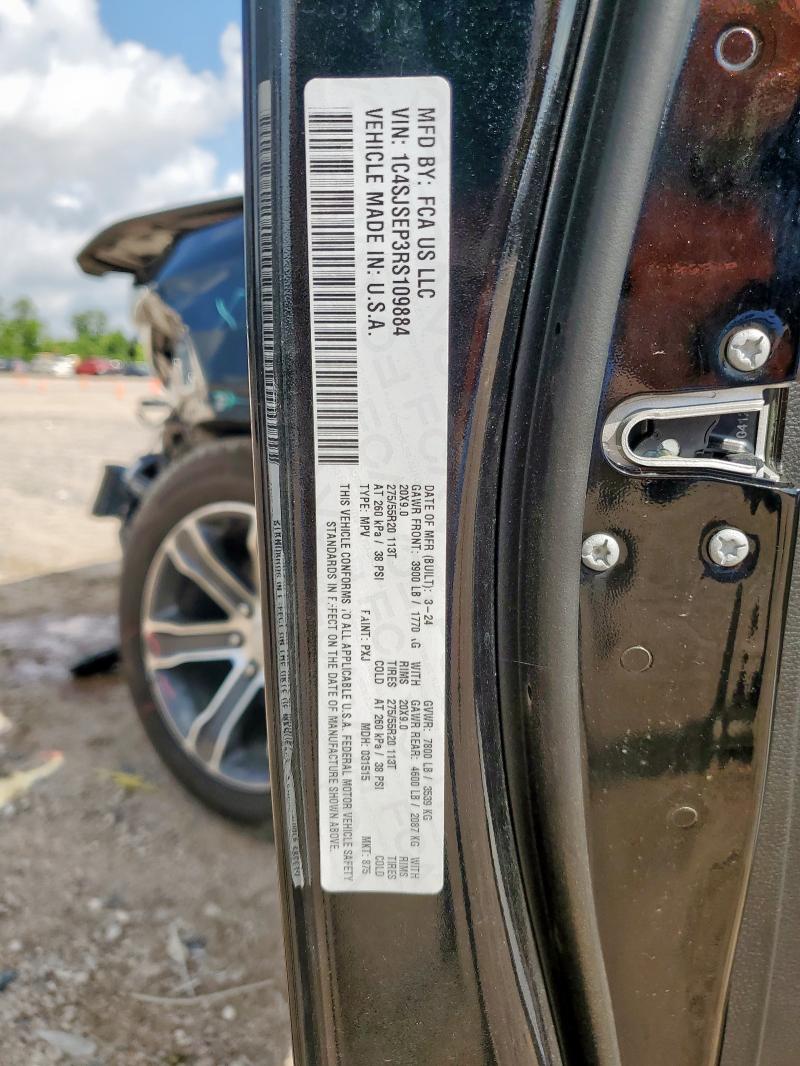 MFD BY: FCA US LLC
VIN: 1C4SJSEP3RS109884
VEHICLE MADE IN: U.S.A.
DATE OF MFR (BUILT): 3-24 GVWR: 7800 LB / 3539 KG
GAWR FRONT: 3900 LB / 1770 WITH GAWR REAR: 4600 LB / 2087 KG WITH
20X9.0 RIMS 20X9.0 RIMS
275/55R20 113T TIRES 275/55R20 113T TIRES
AT 260 kPa / 38 PSI COLD AT 260 kPa / 38 PSI COLD
TYPE: MPV PAINT: PXJ MDH: 031515 MKT: 875
THIS VEHICLE CONFORMS TO ALL APPLICABLE U.S.A. FEDERAL MOTOR VEHICLE SAFETY
STANDARDS IN EFFECT ON THE DATE OF MANUFACTURE SHOWN ABOVE.